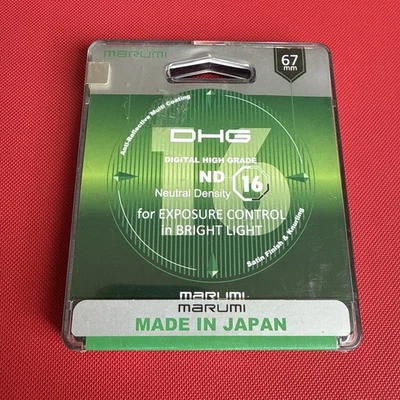 marumi
67
mm
Anti-Reflective Multi Coating
DHG
16
DIGITAL HIGH GRADE
ND
Neutral Density
16
for EXPOSURE CONTROL
in BRIGHT LIGHT
Satin Finish & Knurling
marumi
marumi
MADE IN JAPAN